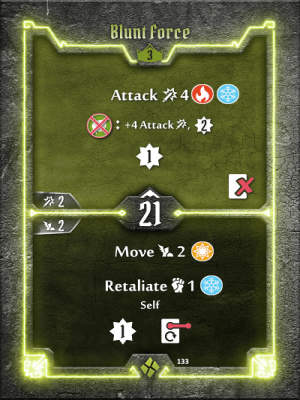 Blunt Force
3
Attack 4
: +4 Attack , 2
1
2
21
2
Move 2
Retaliate 1
Self
1
133